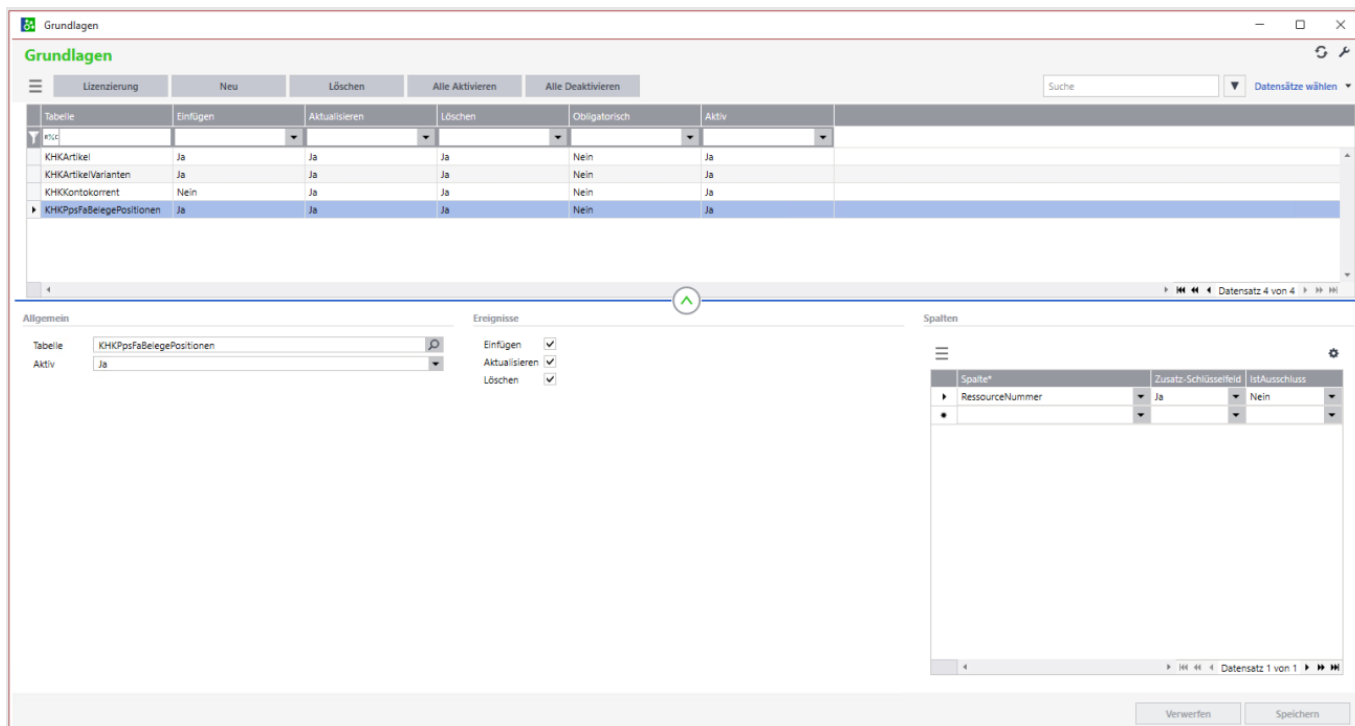 Grundlagen
Grundlagen
Lizenzierung Neu Löschen Alle Aktivieren Alle Deaktivieren Suche Datensätze wählen
Tabelle Einfügen Aktualisieren Löschen Obligatorisch Aktiv
KHKArtikel Ja Ja Ja Nein Ja
KHKArtikelVarianten Ja Ja Ja Nein Ja
KHKKontokorrent Nein Ja Ja Nein Ja
KHKPpsFaBelegePositionen Ja Ja Ja Nein Ja
Datensatz 4 von 4
Allgemein Ereignisse Spalten
Tabelle KHKPpsFaBelegePositionen Einfügen
Aktiv Ja Aktualisieren
Löschen
Spalte* Zusatz-Schlüsselfeld IstAusschluss
RessourceNummer Ja Nein
Datensatz 1 von 1
Verwerfen Speichern